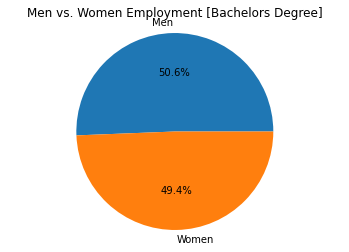 Men vs. Women Employment [Bachelors Degree]
Men
50.6%
49.4%
Women